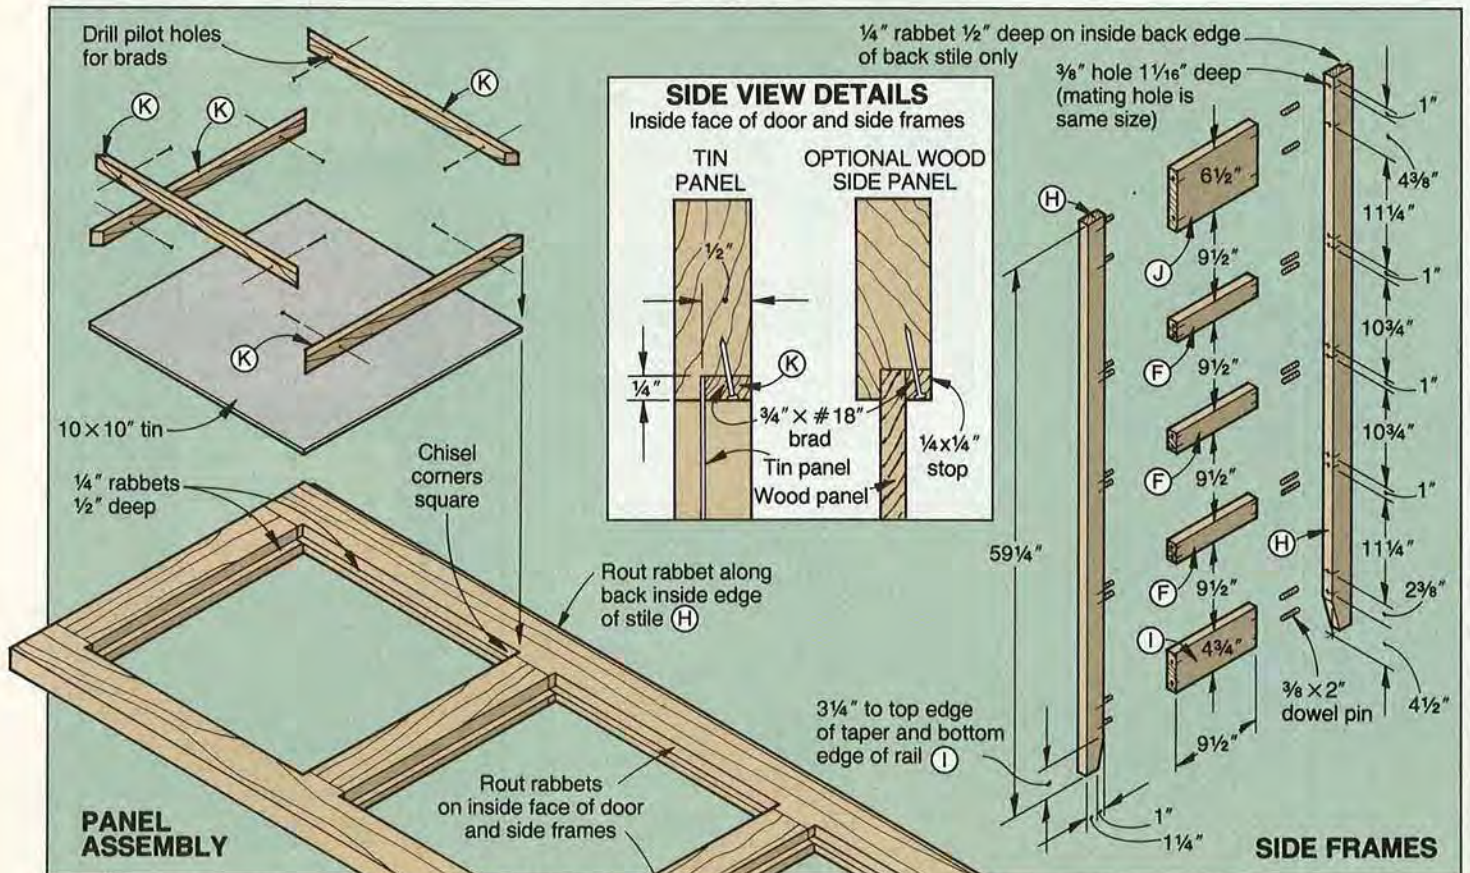 Drill pilot holes
for brads
K
K
K
K
10×10″ tin
¼″ rabbets
½″ deep
Chisel
corners
square
Rout rabbet along
back inside edge
of stile H
Rout rabbets
on inside face of door
and side frames
PANEL
ASSEMBLY
SIDE VIEW DETAILS
Inside face of door and side frames
TIN
PANEL
OPTIONAL WOOD
SIDE PANEL
½″
¼″
K
¾″ × #18″
brad
Tin panel
Wood panel
¼x¼″
stop
¼″ rabbet ½″ deep on inside back edge
of back stile only
⅜″ hole 1¹⁄₁₆″ deep
(mating hole is
same size)
H
6½″
J
9½″
F
9½″
F
9½″
F
9½″
I
4¾″
9½″
59¼″
3¼″ to top edge
of taper and bottom
edge of rail I
1″
1¼″
1″
4⅜″
11¼″
1″
10¾″
1″
10¾″
1″
H
11¼″
2⅜″
4½″
⅜ × 2″
dowel pin
SIDE FRAMES